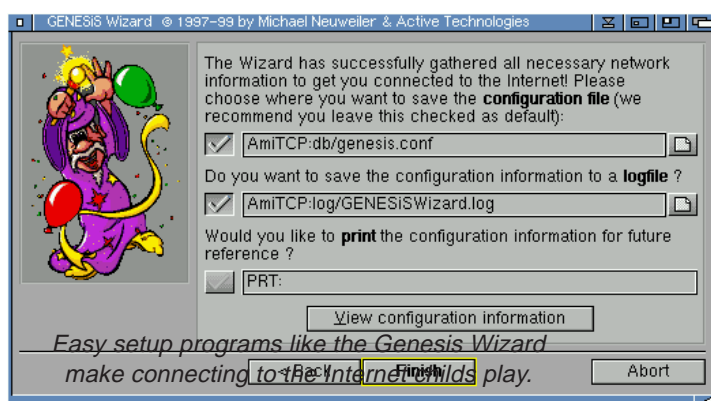 GENESiS Wizard © 1997-99 by Michael Neuweiler & Active Technologies
The Wizard has successfully gathered all necessary network
information to get you connected to the Internet! Please
choose where you want to save the configuration file (we
recommend you leave this checked as default):
AmiTCP:db/genesis.conf
Do you want to save the configuration information to a logfile ?
AmiTCP:log/GENESiSWizard.log
Would you like to print the configuration information for future
reference ?
PRT:
View configuration information
Easy setup programs like the Genesis Wizard
make connecting to the Internet childs play.
< Back
Finish
Abort